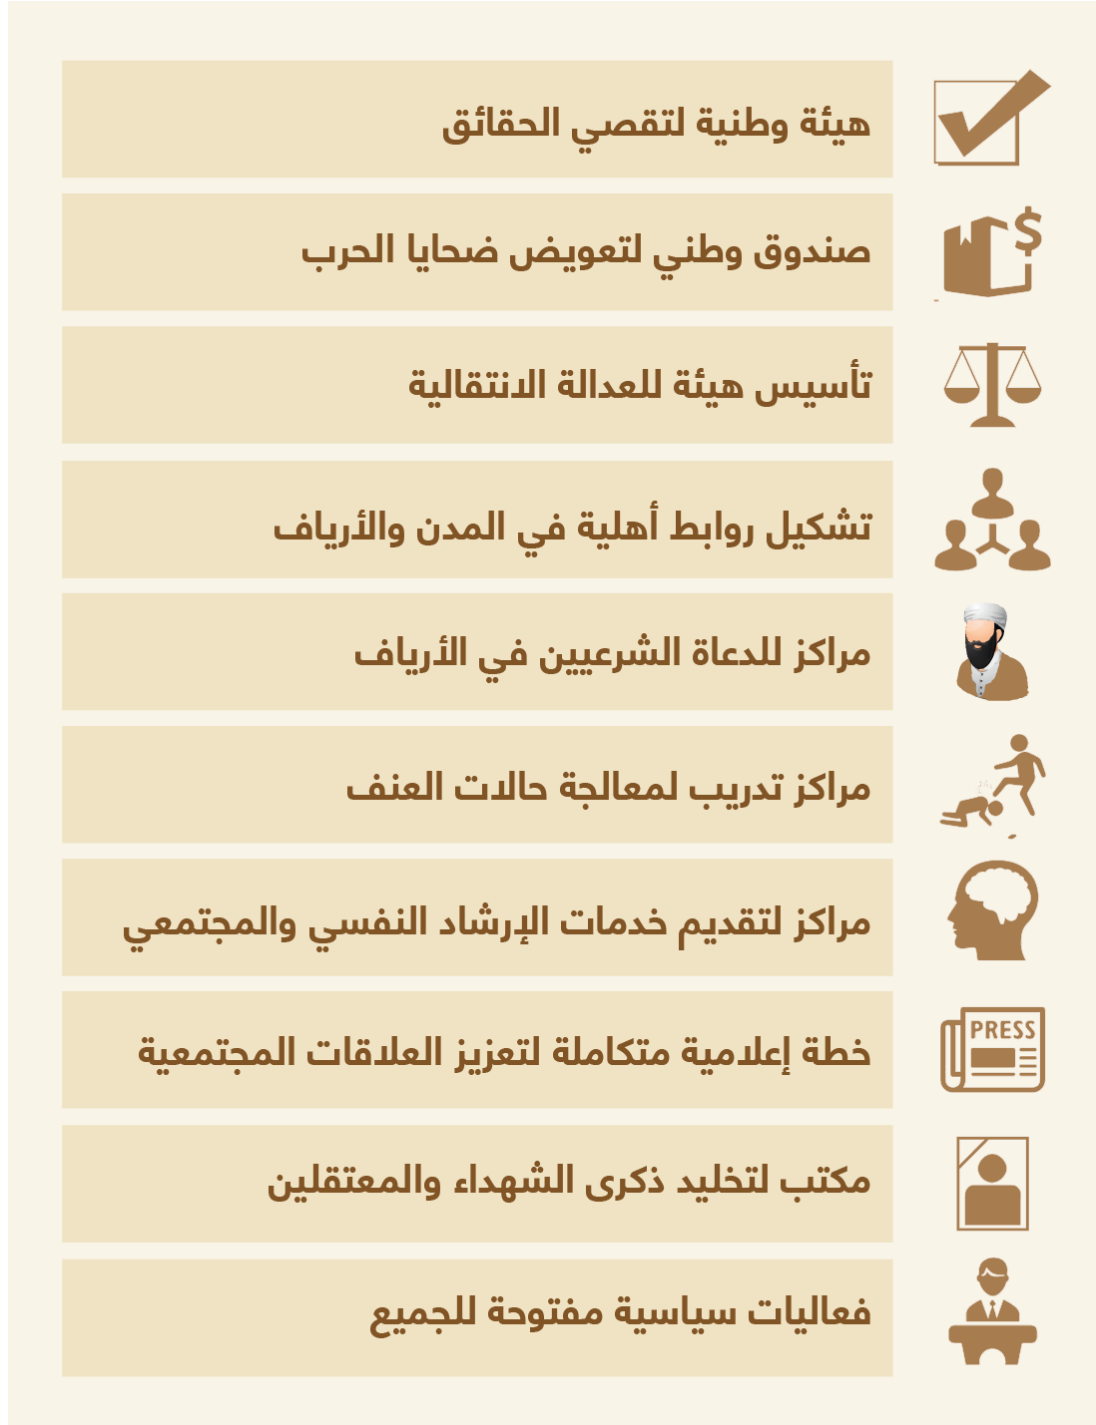 هيئة وطنية لتقصي الحقائق
$
صندوق وطني لتعويض ضحايا الحرب
تأسيس هيئة للعدالة الانتقالية
تشكيل روابط أهلية في المدن والأرياف
مراكز للدعاة الشرعيين في الأرياف
مراكز تدريب لمعالجة حالات العنف
مراكز لتقديم خدمات الإرشاد النفسي والمجتمعي
PRESS
خطة إعلامية متكاملة لتعزيز العلاقات المجتمعية
مكتب لتخليد ذكرى الشهداء والمعتقلين
فعاليات سياسية مفتوحة للجميع